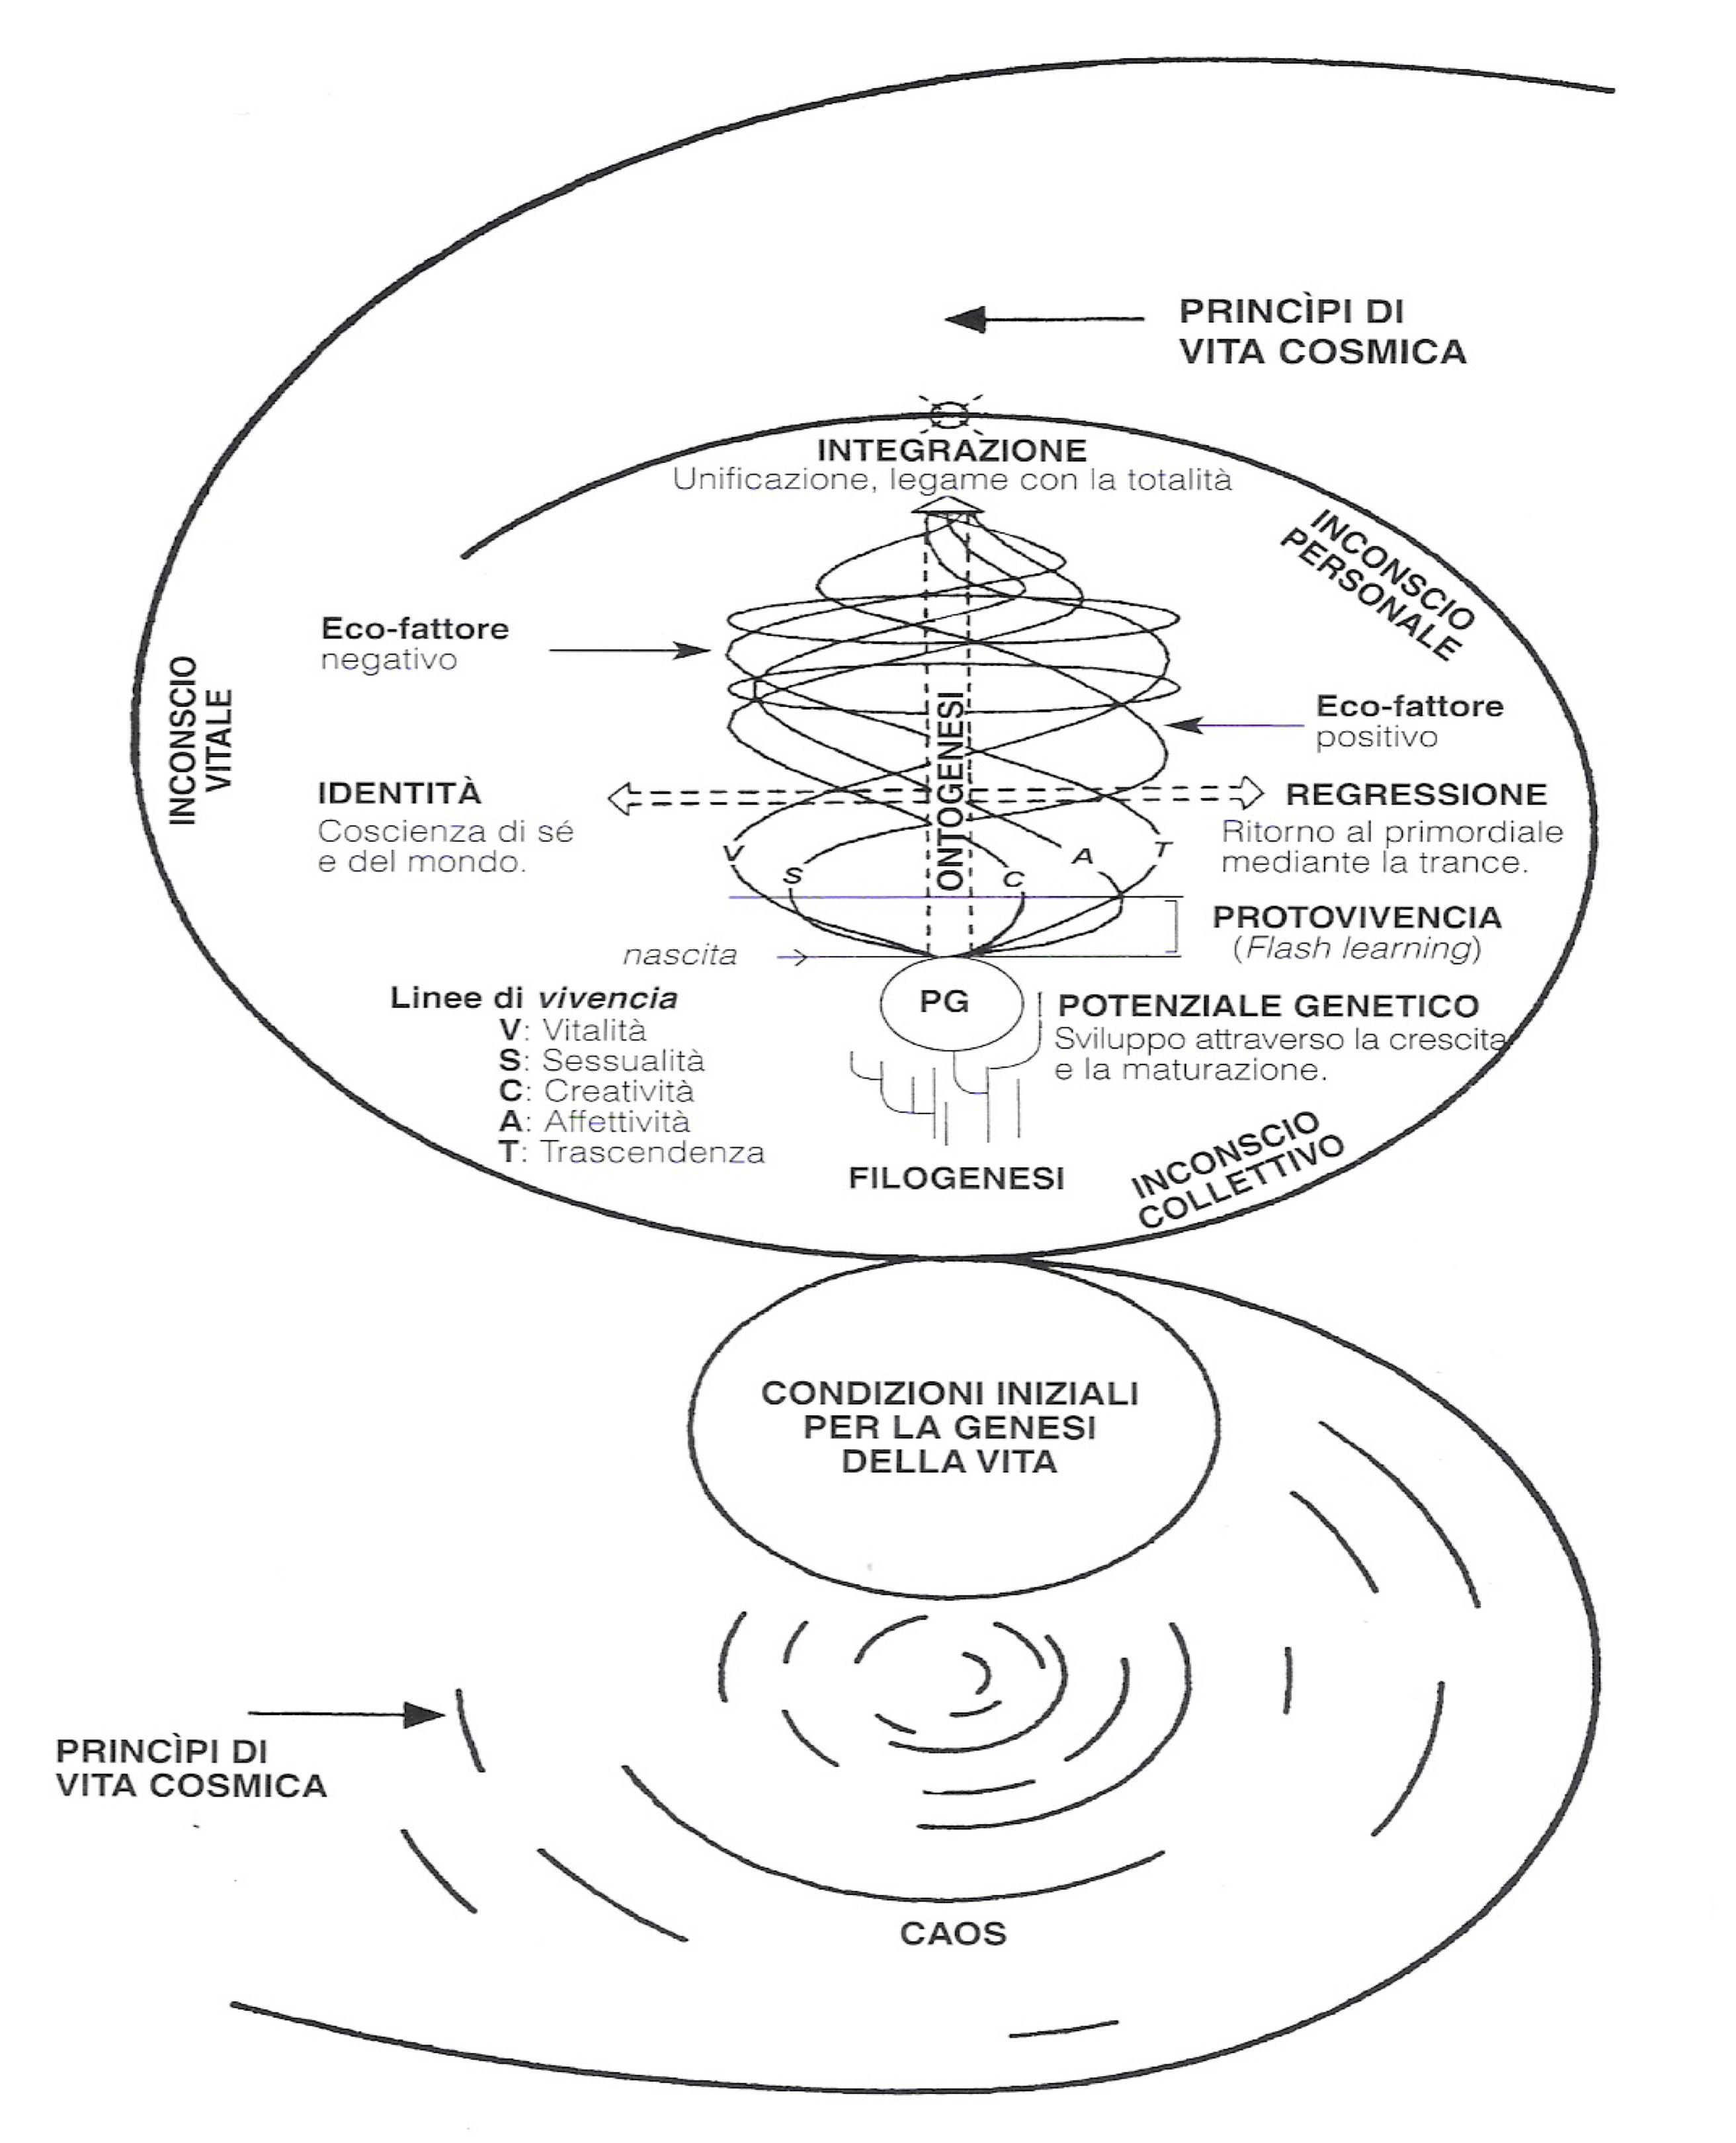 PRINCÌPI DI
VITA COSMICA
INTEGRAZIONE
Unificazione, legame con la totalità
INCONSCIO
PERSONALE
Eco-fattore
negativo
INCONSCIO
VITALE
ONTOGENESI
Eco-fattore
positivo
IDENTITÀ
Coscienza di sé
e del mondo.
REGRESSIONE
Ritorno al primordiale
mediante la trance.
V
S
C
A
T
PROTOVIVENCIA
(Flash learning)
nascita
PG
Linee di vivencia
V: Vitalità
S: Sessualità
C: Creatività
A: Affettività
T: Trascendenza
POTENZIALE GENETICO
Sviluppo attraverso la crescita
e la maturazione.
FILOGENESI
INCONSCIO
COLLETTIVO
CONDIZIONI INIZIALI
PER LA GENESI
DELLA VITA
PRINCÌPI DI
VITA COSMICA
CAOS